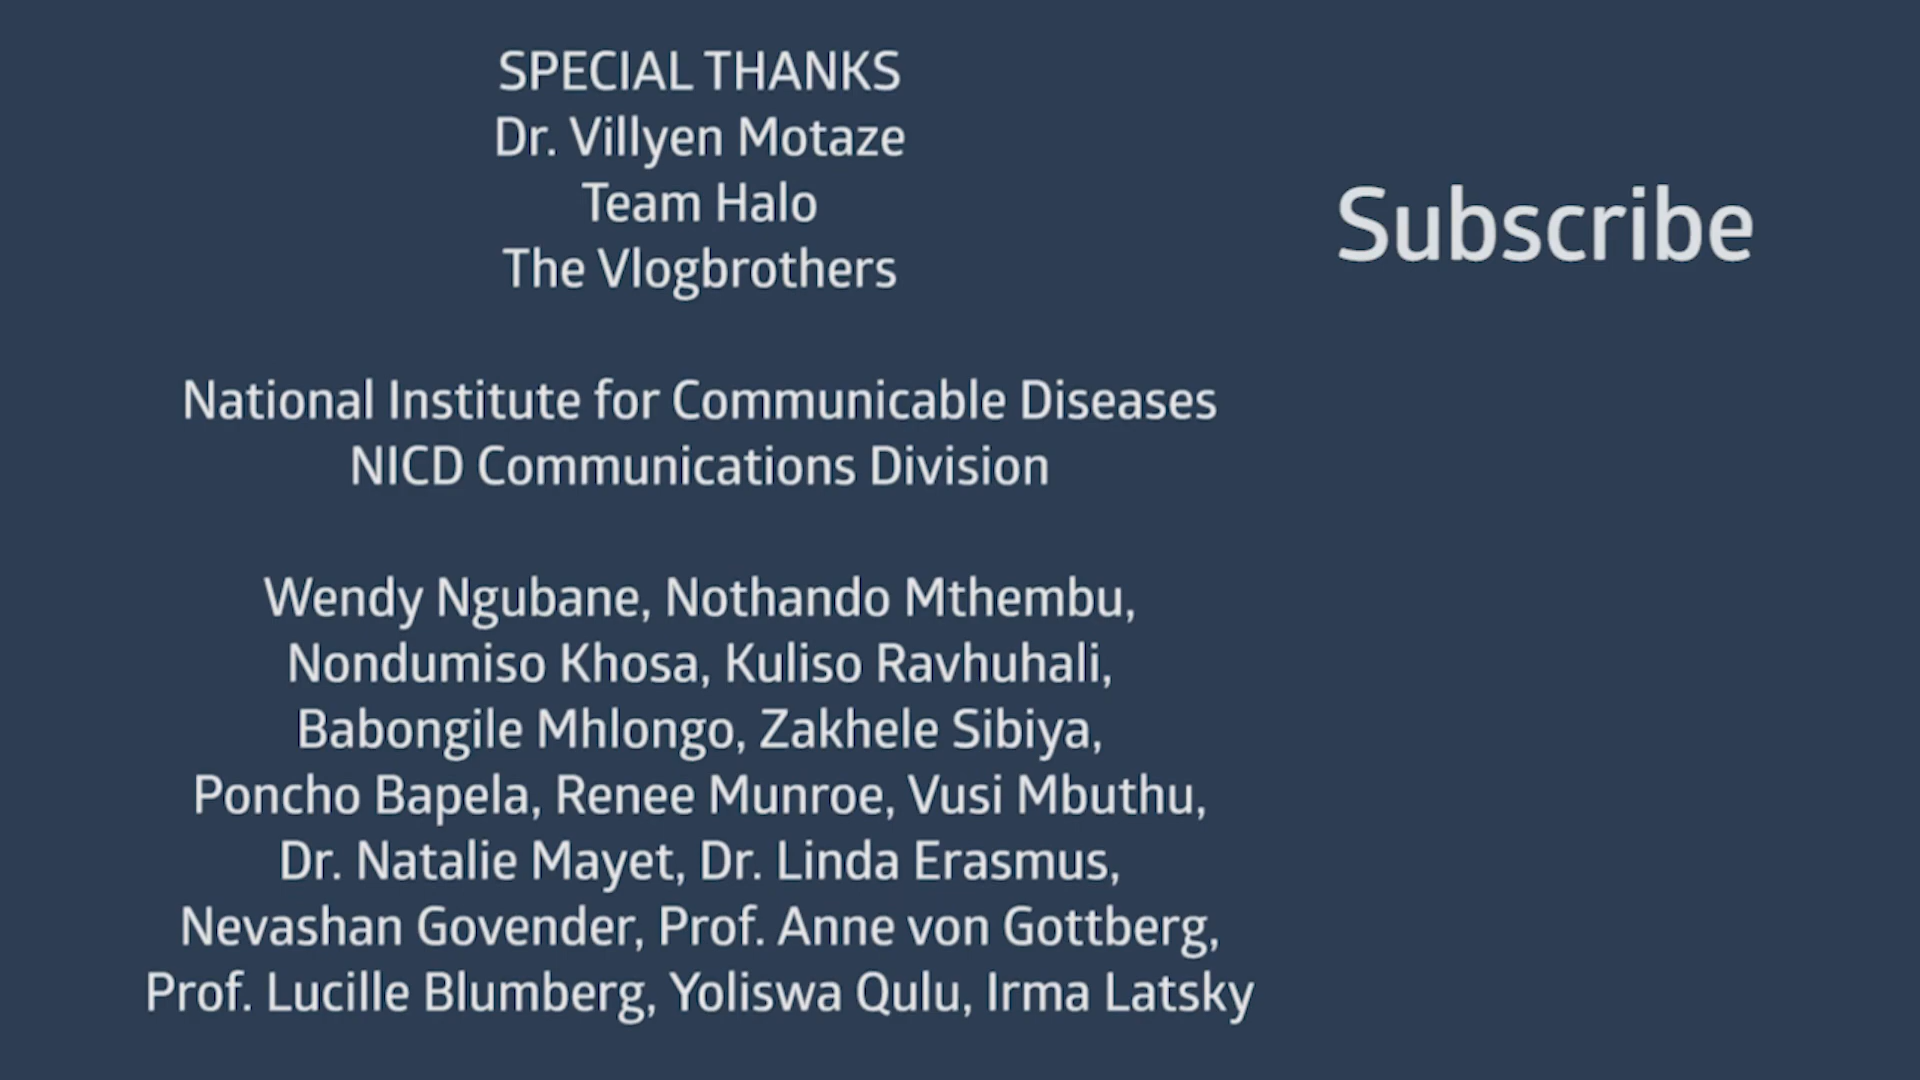 SPECIAL THANKS
Dr. Villyen Motaze
Team Halo
The Vlogbrothers
Subscribe
National Institute for Communicable Diseases
NICD Communications Division
Wendy Ngubane, Nothando Mthembu,
Nondumiso Khosa, Kuliso Ravhuhali,
Babongile Mhlongo, Zakhele Sibiya,
Poncho Bapela, Renee Munroe, Vusi Mbuthu,
Dr. Natalie Mayet, Dr. Linda Erasmus,
Nevashan Govender, Prof. Anne von Gottberg,
Prof. Lucille Blumberg, Yoliswa Qulu, Irma Latsky